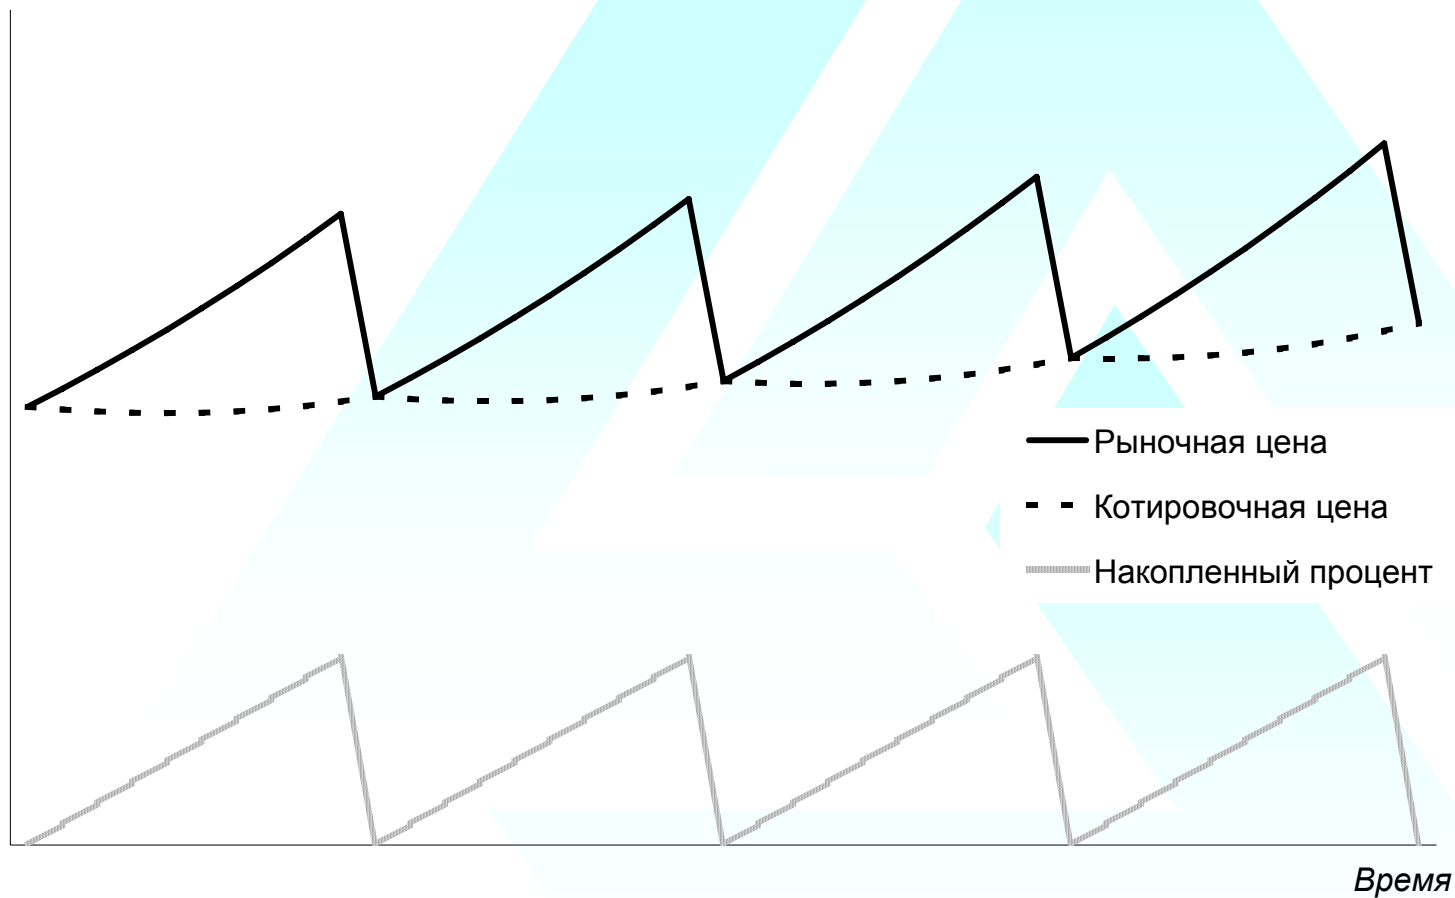 Рыночная цена
Котировочная цена
Накопленный процент
Время